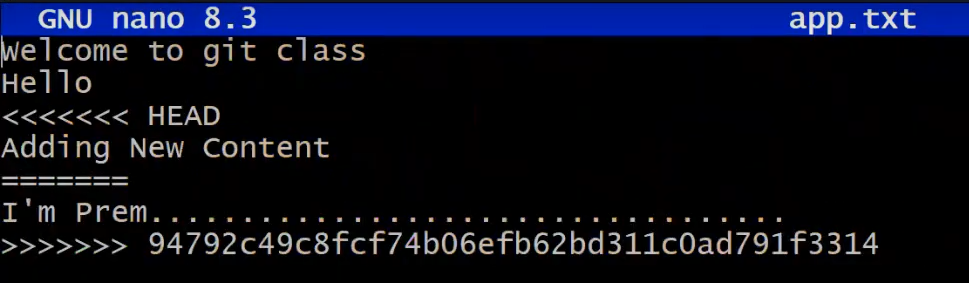 GNU nano 8.3 app.txt
Welcome to git class
Hello
<<<<<<< HEAD
Adding New Content
=======
I'm Prem...................................
>>>>>>> 94792c49c8fcf74b06efb62bd311c0ad791f3314